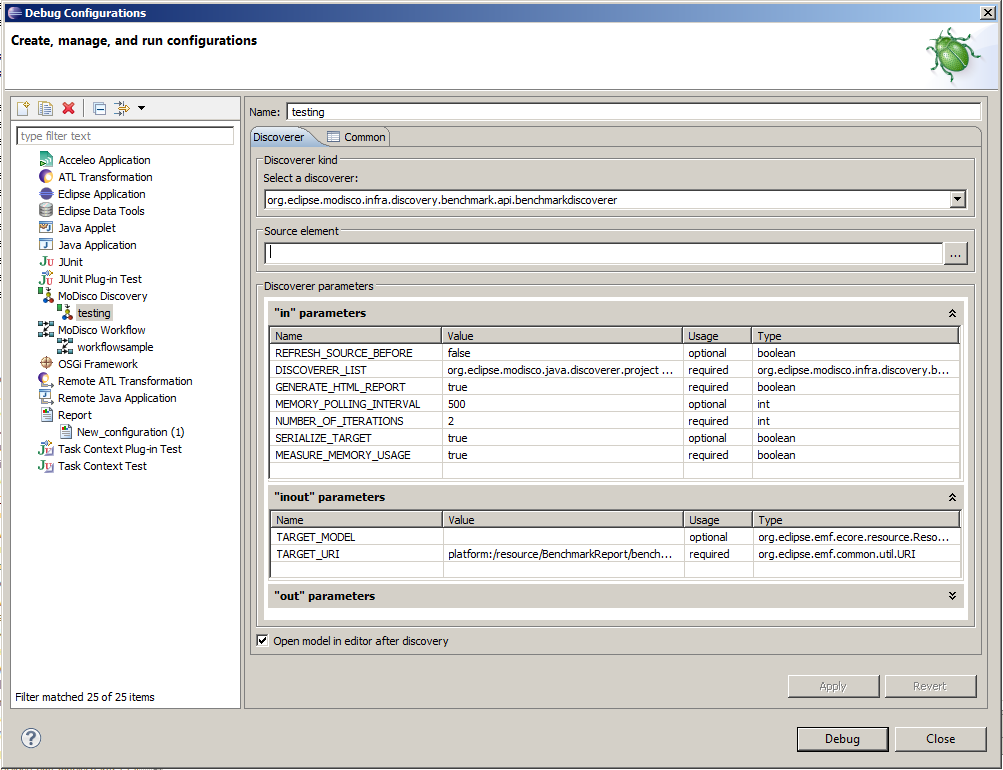 Debug Configurations
Create, manage, and run configurations
type filter text
Acceleo Application
ATL Transformation
Eclipse Application
Eclipse Data Tools
Java Applet
Java Application
JUnit
JUnit Plug-in Test
MoDisco Discovery
testing
MoDisco Workflow
workflowsample
OSGi Framework
Remote ATL Transformation
Remote Java Application
Report
New_configuration (1)
Task Context Plug-in Test
Task Context Test
Filter matched 25 of 25 items
Name: testing
Discoverer Common
Discoverer kind
Select a discoverer:
org.eclipse.modisco.infra.discovery.benchmark.api.benchmarkdiscoverer
Source element
...
Discoverer parameters
"in" parameters
Name Value Usage Type
REFRESH_SOURCE_BEFORE false optional boolean
DISCOVERER_LIST org.eclipse.modisco.java.discoverer.project ... required org.eclipse.modisco.infra.discovery.b...
GENERATE_HTML_REPORT true required boolean
MEMORY_POLLING_INTERVAL 500 optional int
NUMBER_OF_ITERATIONS 2 required int
SERIALIZE_TARGET true optional boolean
MEASURE_MEMORY_USAGE true required boolean
"inout" parameters
Name Value Usage Type
TARGET_MODEL optional org.eclipse.emf.ecore.resource.Reso...
TARGET_URI platform:/resource/BenchmarkReport/bench... required org.eclipse.emf.common.util.URI
"out" parameters
Open model in editor after discovery
Apply Revert
? Debug Close